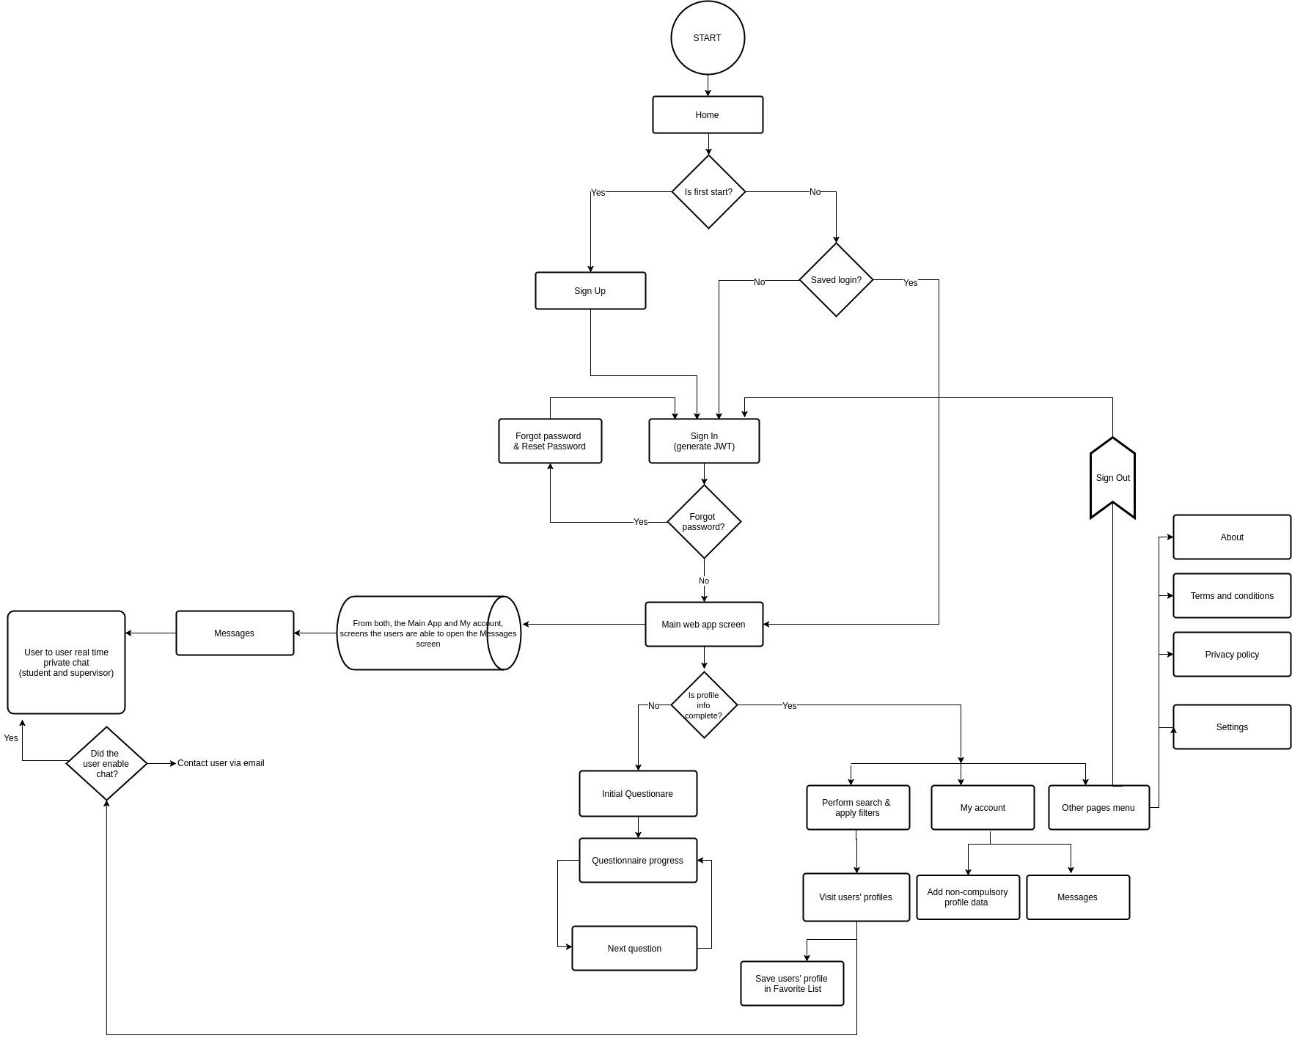 START
Home
Is first start?
Yes
No
Saved login?
No
Yes
Sign Up
Forgot password
& Reset Password
Sign In
(generate JWT)
Sign Out
Forgot
password?
Yes
No
About
Terms and conditions
Privacy policy
Settings
Main web app screen
From both, the Main App and My account,
screens the users are able to open the Messages
screen
Messages
User to user real time
private chat
(student and supervisor)
Is profile
info
complete?
No
Yes
Yes
Did the
user enable
chat?
Contact user via email
Initial Questionare
Perform search &
apply filters
My account
Other pages menu
Questionnaire progress
Visit users' profiles
Add non-compulsory
profile data
Messages
Next question
Save users' profile
in Favorite List